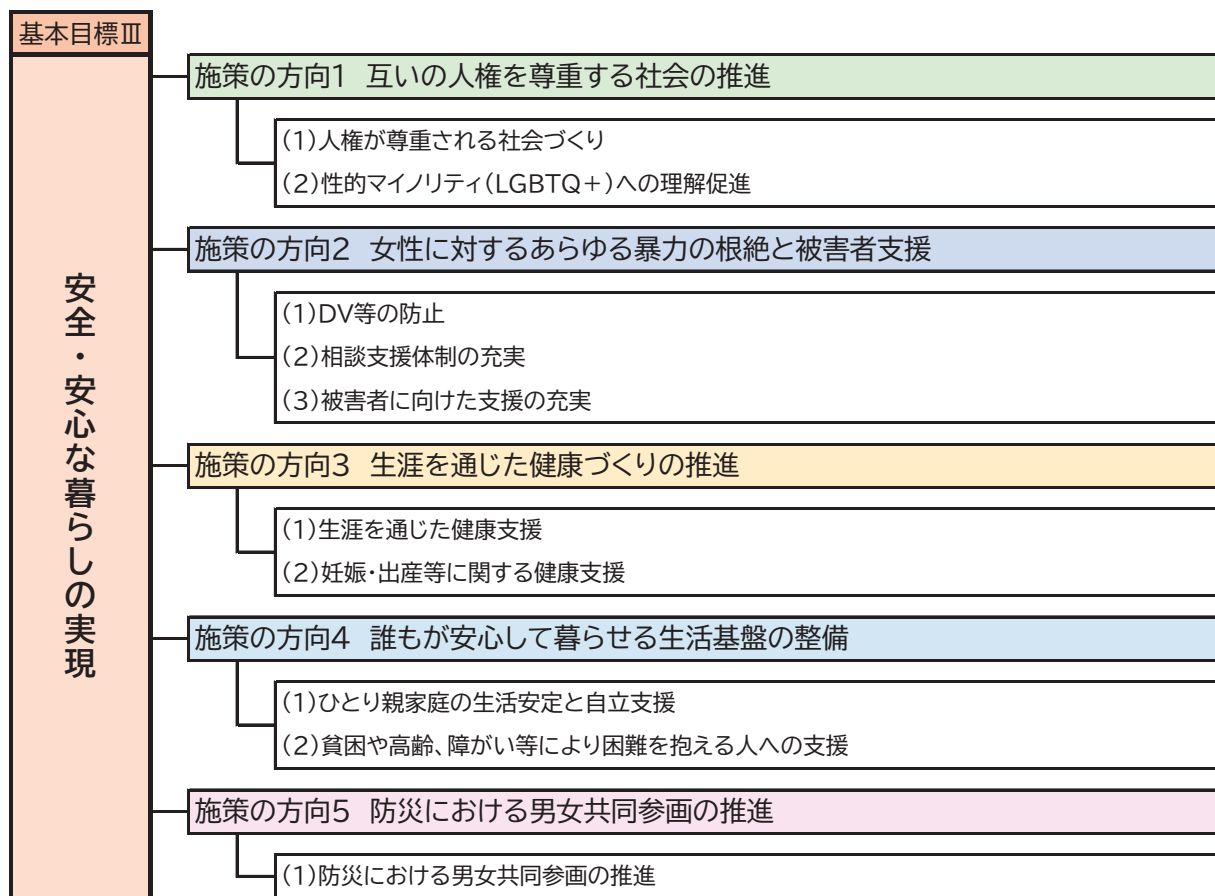 基本目標Ⅲ
安全・安心な暮らしの実現
施策の方向1 互いの人権を尊重する社会の推進
(1)人権が尊重される社会づくり
(2)性的マイノリティ(LGBTQ+)への理解促進
施策の方向2 女性に対するあらゆる暴力の根絶と被害者支援
(1)DV等の防止
(2)相談支援体制の充実
(3)被害者に向けた支援の充実
施策の方向3 生涯を通じた健康づくりの推進
(1)生涯を通じた健康支援
(2)妊娠・出産等に関する健康支援
施策の方向4 誰もが安心して暮らせる生活基盤の整備
(1)ひとり親家庭の生活安定と自立支援
(2)貧困や高齢、障がい等により困難を抱える人への支援
施策の方向5 防災における男女共同参画の推進
(1)防災における男女共同参画の推進